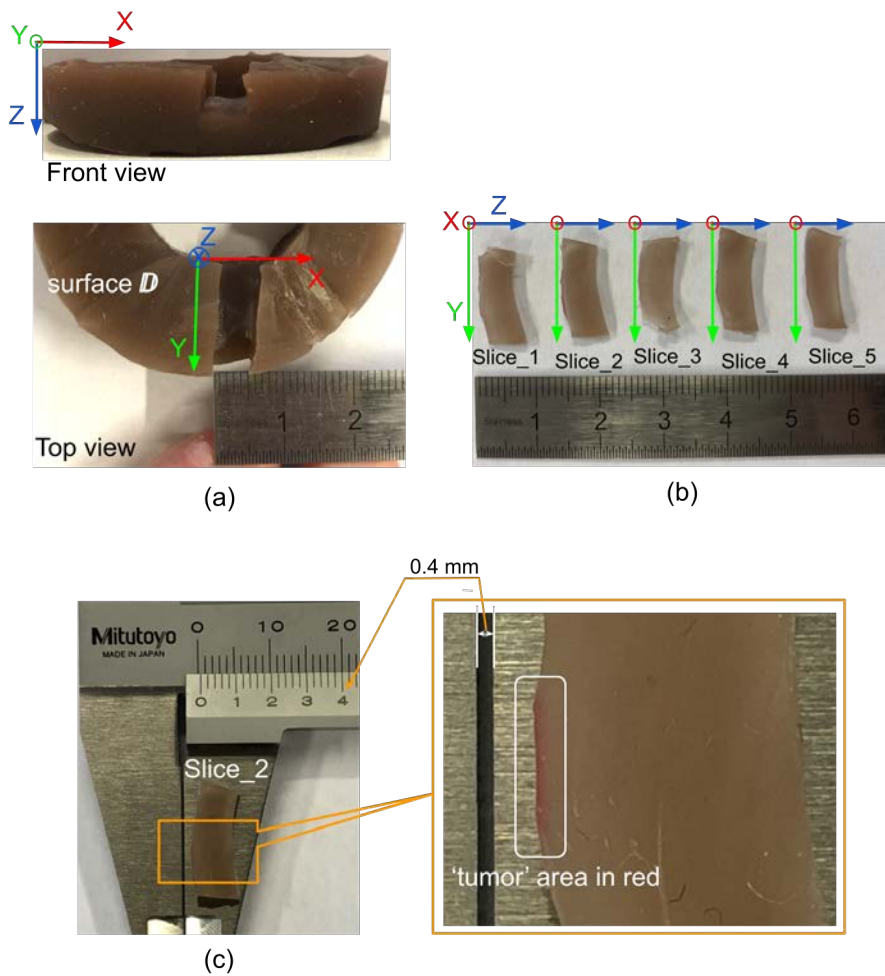 X
Y
Z
Front view
Z
X
surface D
Y
1 2
Top view
(a)
X Z
Y
Slice_1 Slice_2 Slice_3 Slice_4 Slice_5
1 2 3 4 5 6
(b)
0.4 mm
Mitutoyo
MADE IN JAPAN
0 10 20
0 1 2 3 4
Slice_2
'tumor' area in red
(c)